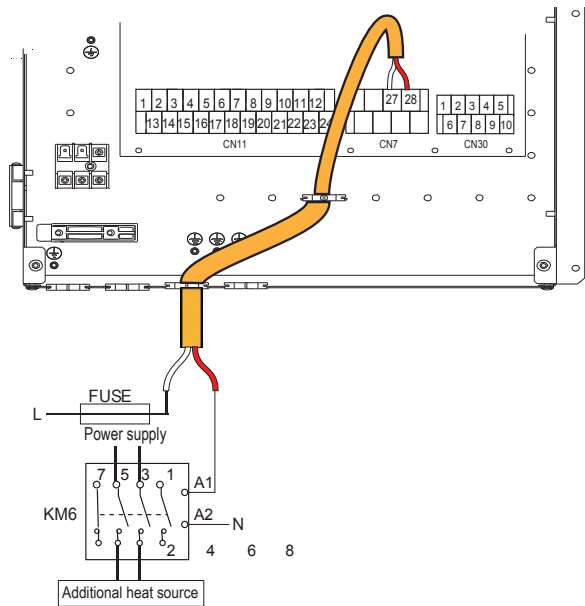 27 28
1 2 3 4 5 6 7 8 9 10 11 12
1 2 3 4 5
13 14 15 16 17 18 19 20 21 22 23 24
6 7 8 9 10
CN11 CN7 CN30
FUSE
L
Power supply
7 5 3 1
A1
KM6
A2 N
2 4 6 8
Additional heat source